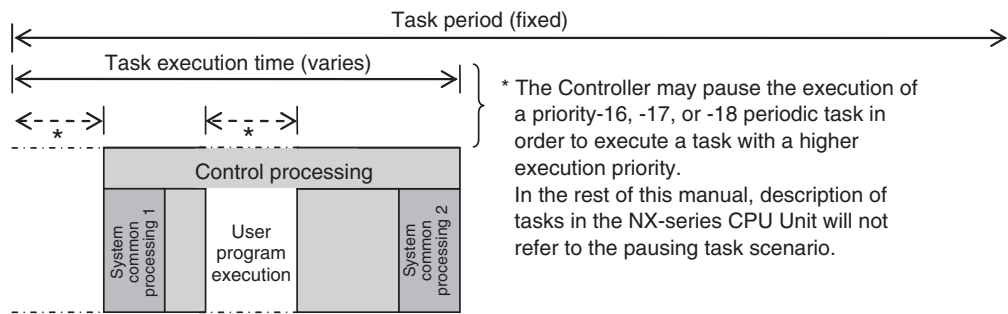 Task period (fixed)
Task execution time (varies)
*
*
* The Controller may pause the execution of
a priority-16, -17, or -18 periodic task in
order to execute a task with a higher
execution priority.
In the rest of this manual, description of
tasks in the NX-series CPU Unit will not
refer to the pausing task scenario.
Control processing
System
common
processing 1
User
program
execution
System
common
processing 2